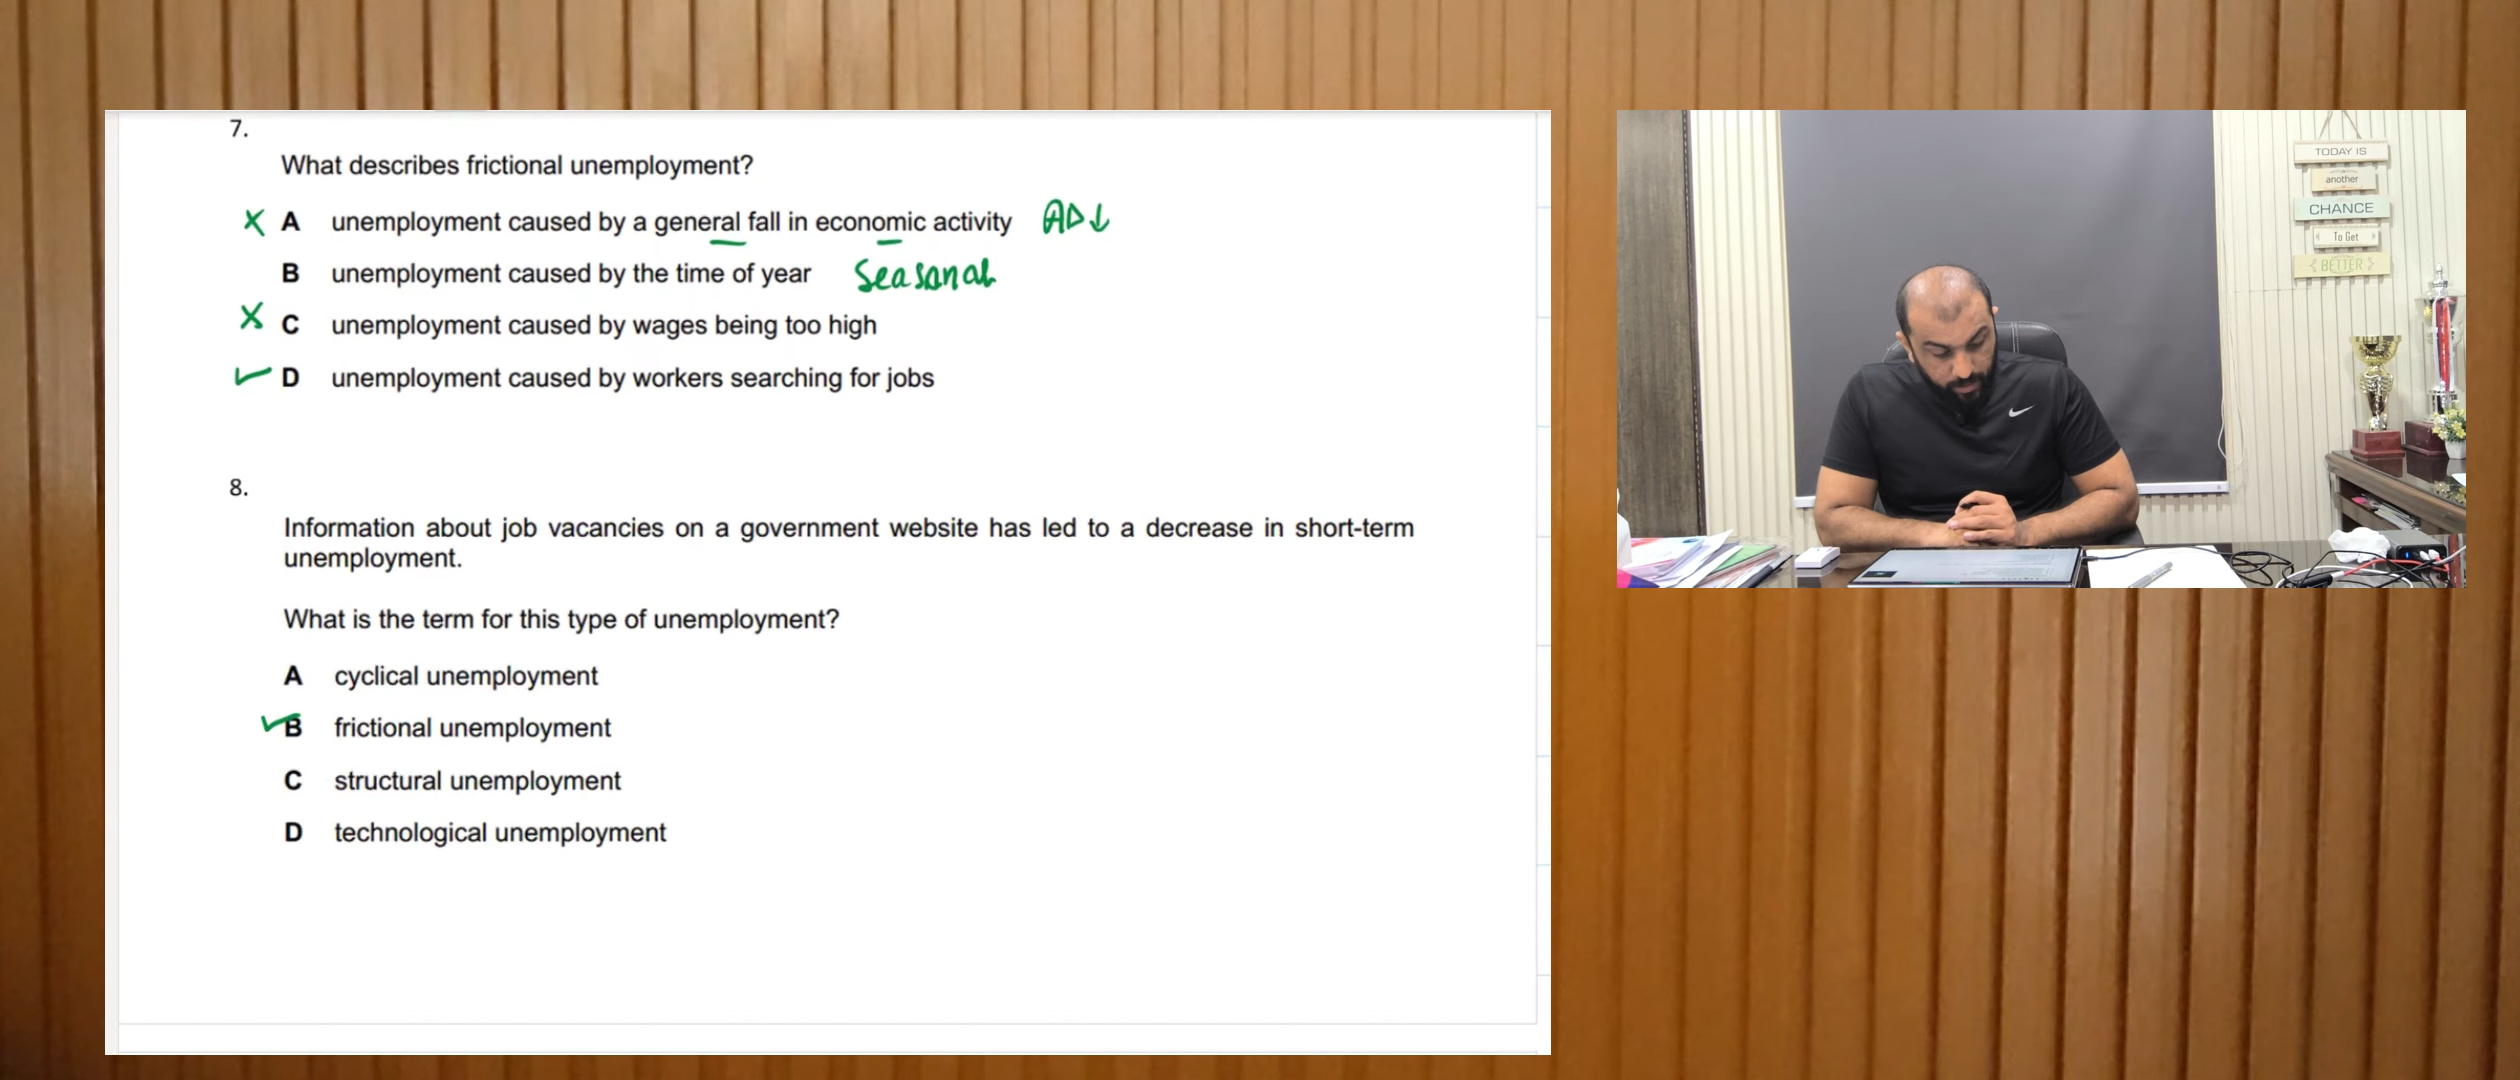 7.
What describes frictional unemployment?
X A unemployment caused by a general fall in economic activity AD↓
B unemployment caused by the time of year Seasonal
X C unemployment caused by wages being too high
✓ D unemployment caused by workers searching for jobs
8.
Information about job vacancies on a government website has led to a decrease in short-term
unemployment.
What is the term for this type of unemployment?
A cyclical unemployment
✓ B frictional unemployment
C structural unemployment
D technological unemployment
TODAY IS
another
CHANCE
To Get
BETTER